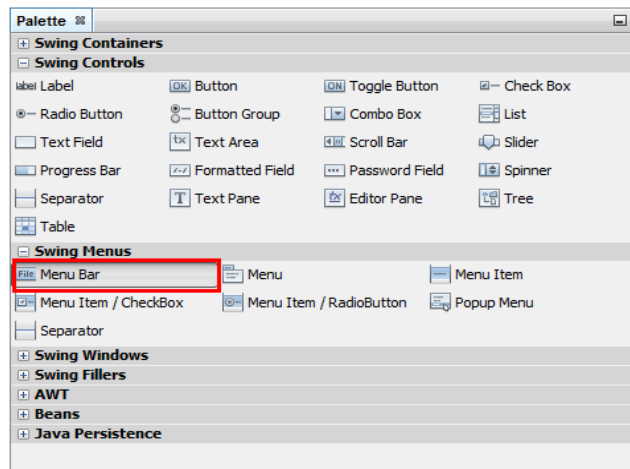 Palette
Swing Containers
Swing Controls
label Label OK Button ON Toggle Button Check Box
Radio Button Button Group Combo Box List
Text Field tx Text Area Scroll Bar Slider
Progress Bar Formatted Field Password Field Spinner
Separator T Text Pane Editor Pane Tree
Table
Swing Menus
File Menu Bar Menu Menu Item
Menu Item / CheckBox Menu Item / RadioButton Popup Menu
Separator
Swing Windows
Swing Fillers
AWT
Beans
Java Persistence